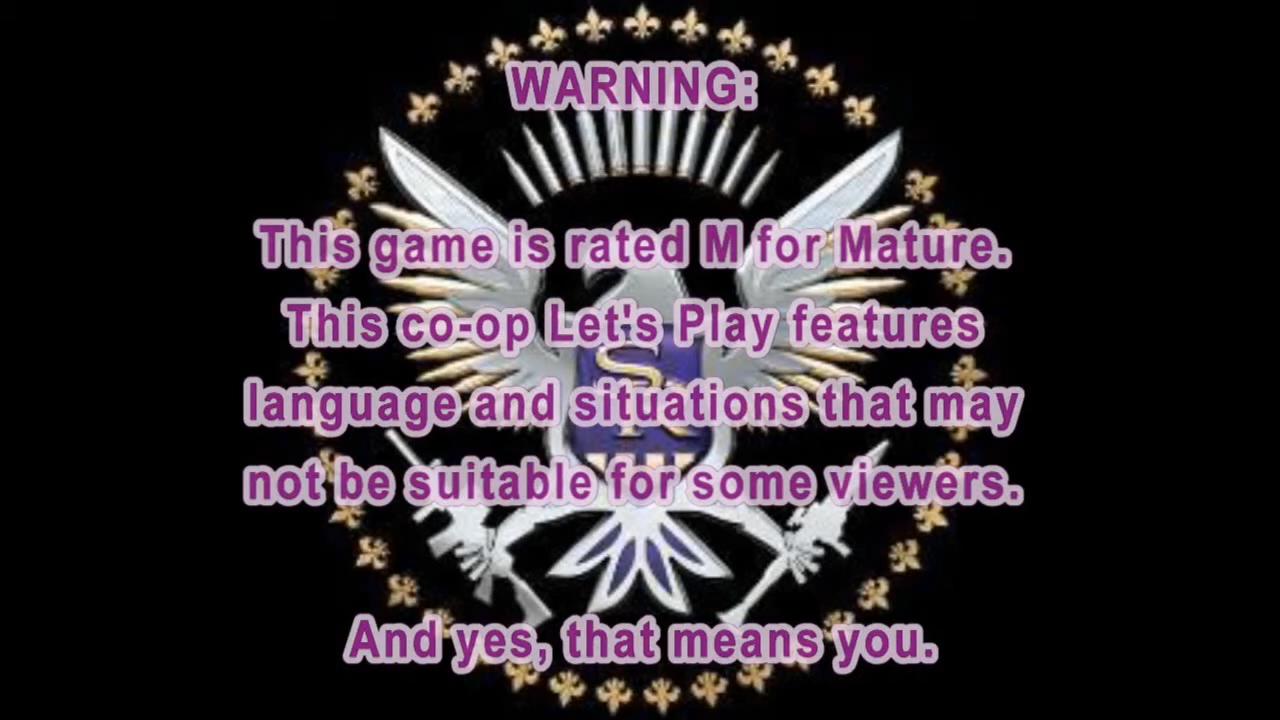 WARNING:
This game is rated M for Mature.
This co-op Let's Play features
language and situations that may
not be suitable for some viewers.
And yes, that means you.
SR